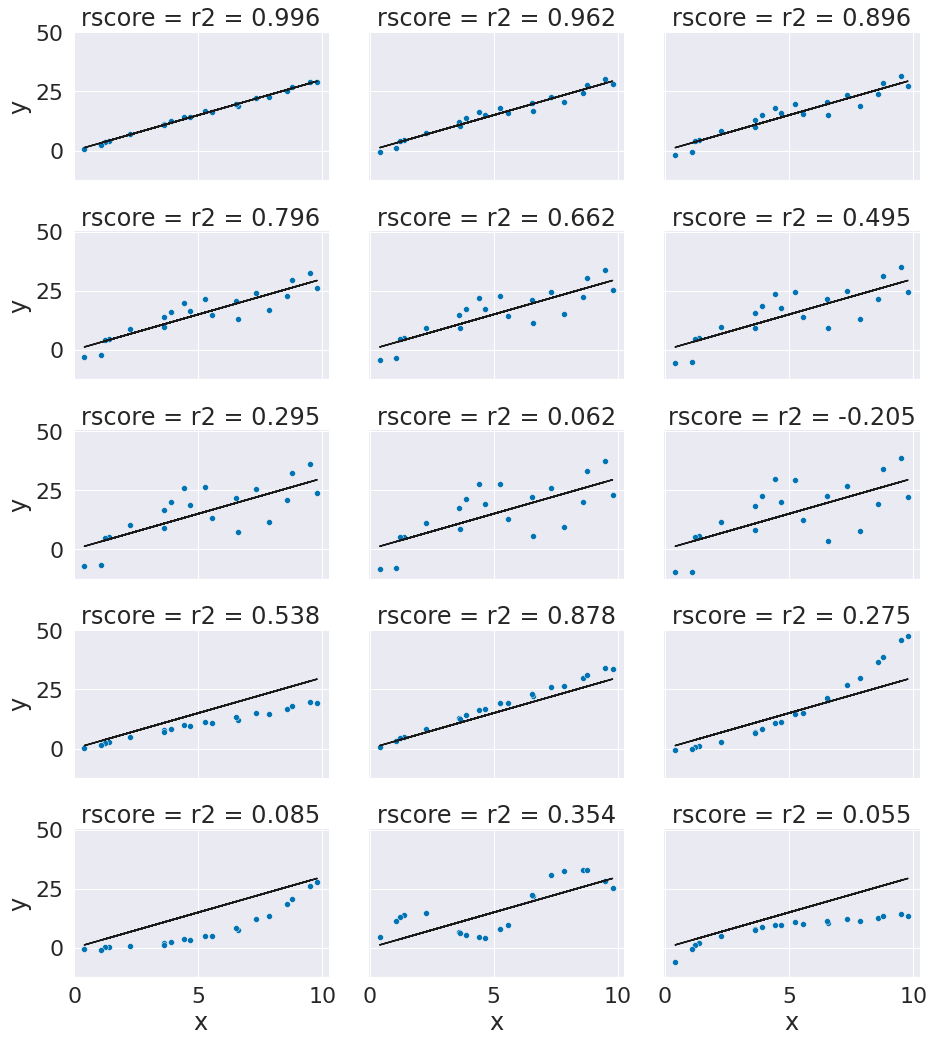 rscore = r2 = 0.996 rscore = r2 = 0.962 rscore = r2 = 0.896
50
25
0
y
rscore = r2 = 0.796 rscore = r2 = 0.662 rscore = r2 = 0.495
50
25
0
y
rscore = r2 = 0.295 rscore = r2 = 0.062 rscore = r2 = -0.205
50
25
0
y
rscore = r2 = 0.538 rscore = r2 = 0.878 rscore = r2 = 0.275
50
25
0
y
rscore = r2 = 0.085 rscore = r2 = 0.354 rscore = r2 = 0.055
50
25
0
y
0 5 10 0 5 10 0 5 10
x x x